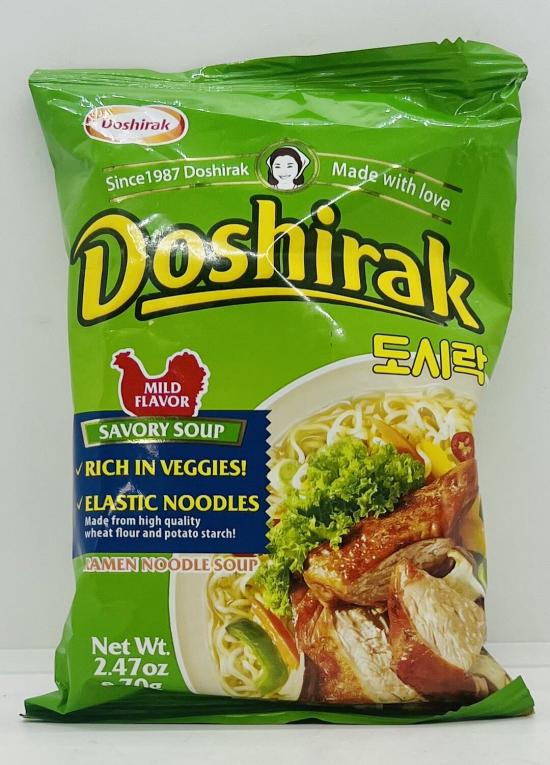 Doshirak
Since1987 Doshirak
Made with love
Doshirak
도시락
MILD
FLAVOR
SAVORY SOUP
✓ RICH IN VEGGIES!
✓ ELASTIC NOODLES
Made from high quality
wheat flour and potato starch!
RAMEN NOODLE SOUP
Net Wt.
2.47oz
e 70g